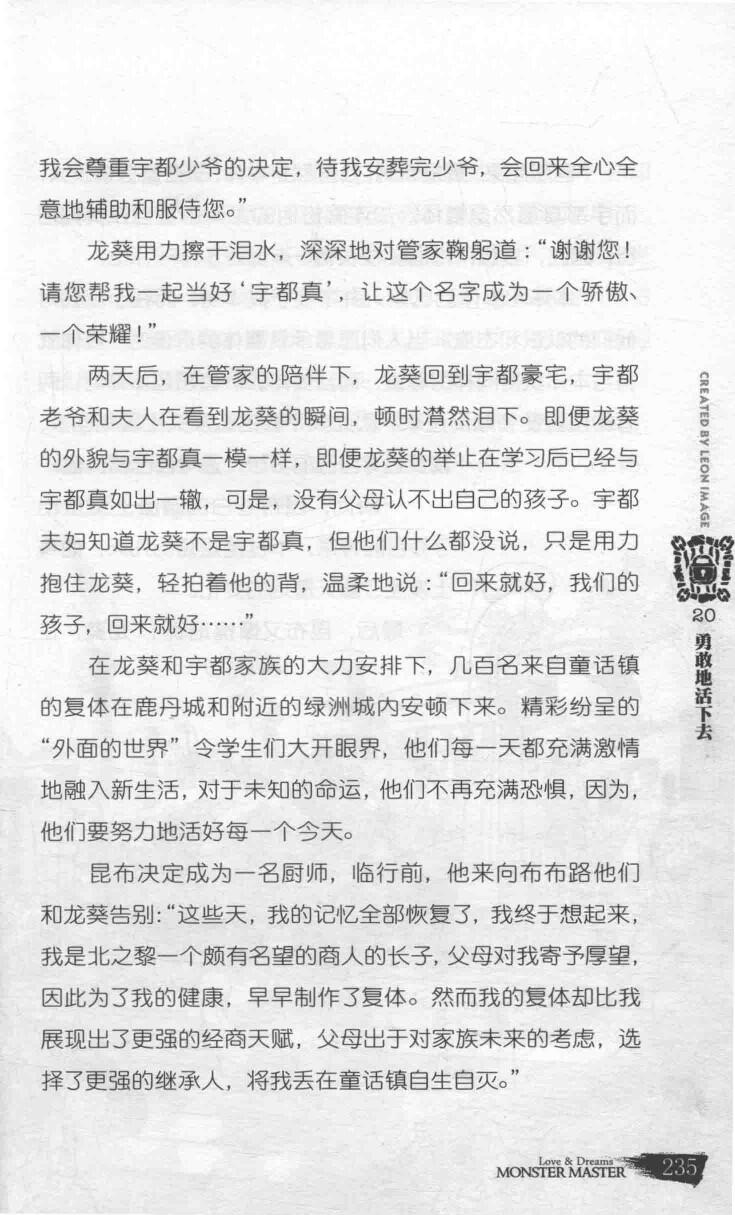 我会尊重宇都少爷的决定，待我安葬完少爷，会回来全心全
意地辅助和服侍您。”
龙葵用力擦干泪水，深深地对管家鞠躬道：“谢谢您！
请您帮我一起当好‘宇都真’，让这个名字成为一个骄傲、
一个荣耀！”
两天后，在管家的陪伴下，龙葵回到宇都豪宅，宇都
老爷和夫人在看到龙葵的瞬间，顿时潸然泪下。即便龙葵
的外貌与宇都真一模一样，即便龙葵的举止在学习后已经与
宇都真如出一辙，可是，没有父母认不出自己的孩子。宇都
夫妇知道龙葵不是宇都真，但他们什么都没说，只是用力
抱住龙葵，轻拍着他的背，温柔地说：“回来就好，我们的
孩子，回来就好……”
在龙葵和宇都家族的大力安排下，几百名来自童话镇
的复体在鹿丹城和附近的绿洲城内安顿下来。精彩纷呈的
“外面的世界”令学生们大开眼界，他们每一天都充满激情
地融入新生活，对于未知的命运，他们不再充满恐惧，因为，
他们要努力地活好每一个今天。
昆布决定成为一名厨师，临行前，他来向布布路他们
和龙葵告别：“这些天，我的记忆全部恢复了，我终于想起来，
我是北之黎一个颇有名望的商人的长子，父母对我寄予厚望，
因此为了我的健康，早早制作了复体。然而我的复体却比我
展现出了更强的经商天赋，父母出于对家族未来的考虑，选
择了更强的继承人，将我丢在童话镇自生自灭。”
CREATED BY LEON IMAGE
20
勇敢地活下去
Love & Dreams
MONSTER MASTER
235